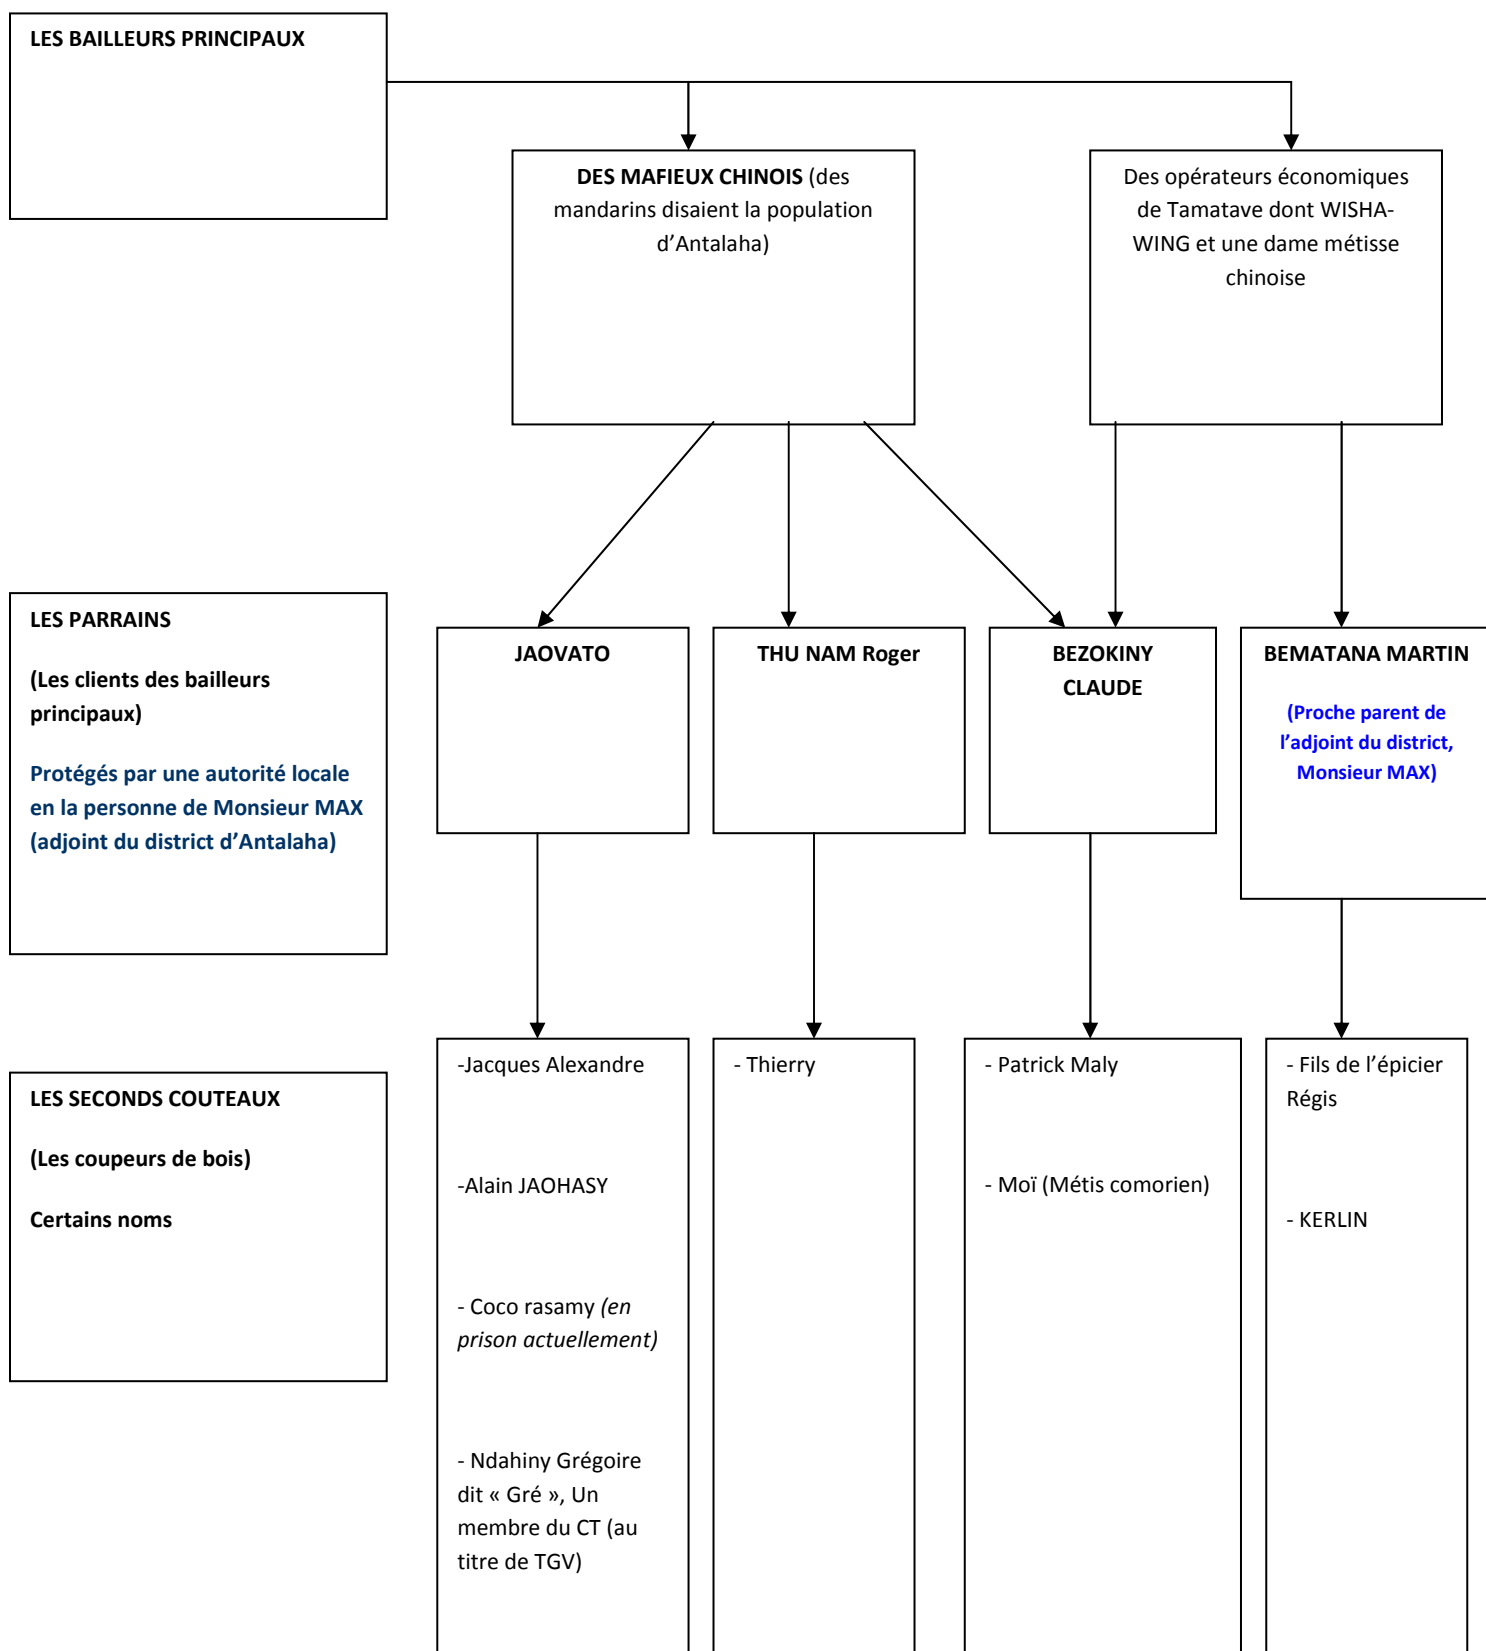 LES BAILLEURS PRINCIPAUX
DES MAFIEUX CHINOIS (des
mandarins disaient la population
d’Antalaha)
Des opérateurs économiques
de Tamatave dont WISHA-
WING et une dame métisse
chinoise
LES PARRAINS
(Les clients des bailleurs
principaux)
Protégés par une autorité locale
en la personne de Monsieur MAX
(adjoint du district d’Antalaha)
JAOVATO
THU NAM Roger
BEZOKINY
CLAUDE
BEMATANA MARTIN
(Proche parent de
l’adjoint du district,
Monsieur MAX)
LES SECONDS COUTEAUX
(Les coupeurs de bois)
Certains noms
-Jacques Alexandre
-Alain JAOHASY
- Coco rasamy (en
prison actuellement)
- Ndahiny Grégoire
dit « Gré », Un
membre du CT (au
titre de TGV)
- Thierry
- Patrick Maly
- Moï (Métis comorien)
- Fils de l’épicier
Régis
- KERLIN